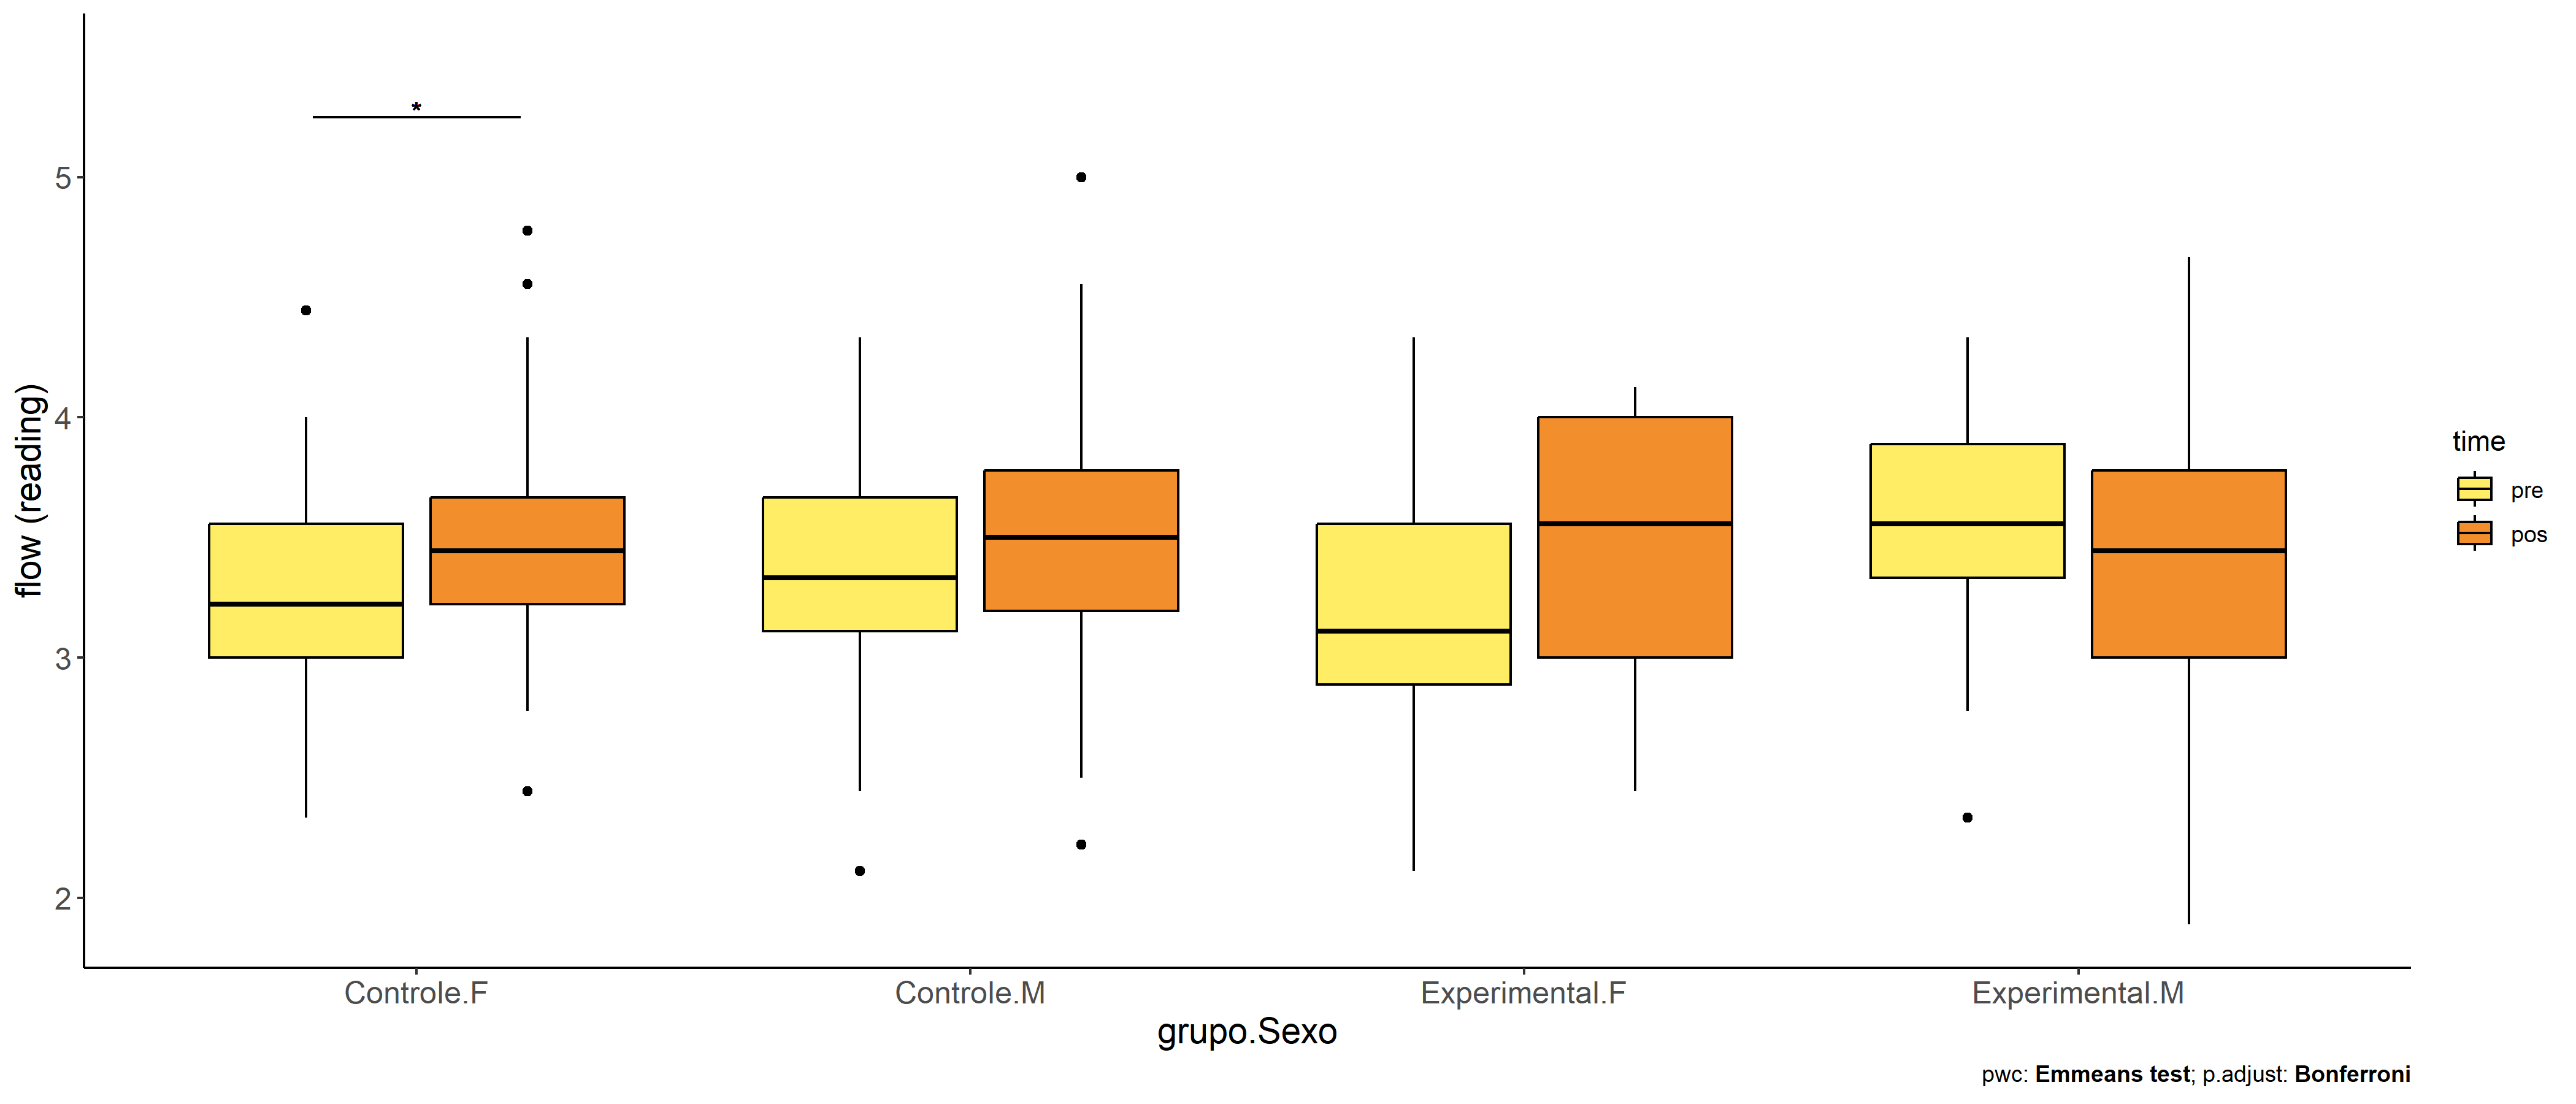 *
5
4
3
2
flow (reading)
Controle.F
Controle.M
Experimental.F
Experimental.M
grupo.Sexo
time
pre
pos
pwc: Emmeans test; p.adjust: Bonferroni